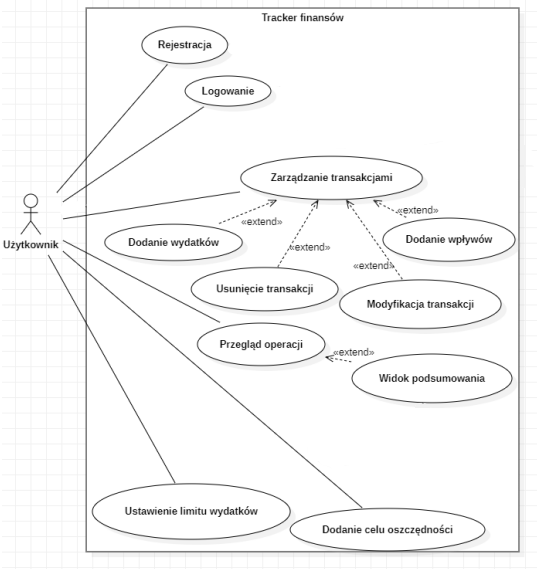 Tracker finansów
Rejestracja
Logowanie
Zarządzanie transakcjami
Użytkownik
«extend»
«extend»
Dodanie wydatków
Dodanie wpływów
«extend»
«extend»
Usunięcie transakcji
Modyfikacja transakcji
Przegląd operacji
«extend»
Widok podsumowania
Ustawienie limitu wydatków
Dodanie celu oszczędności